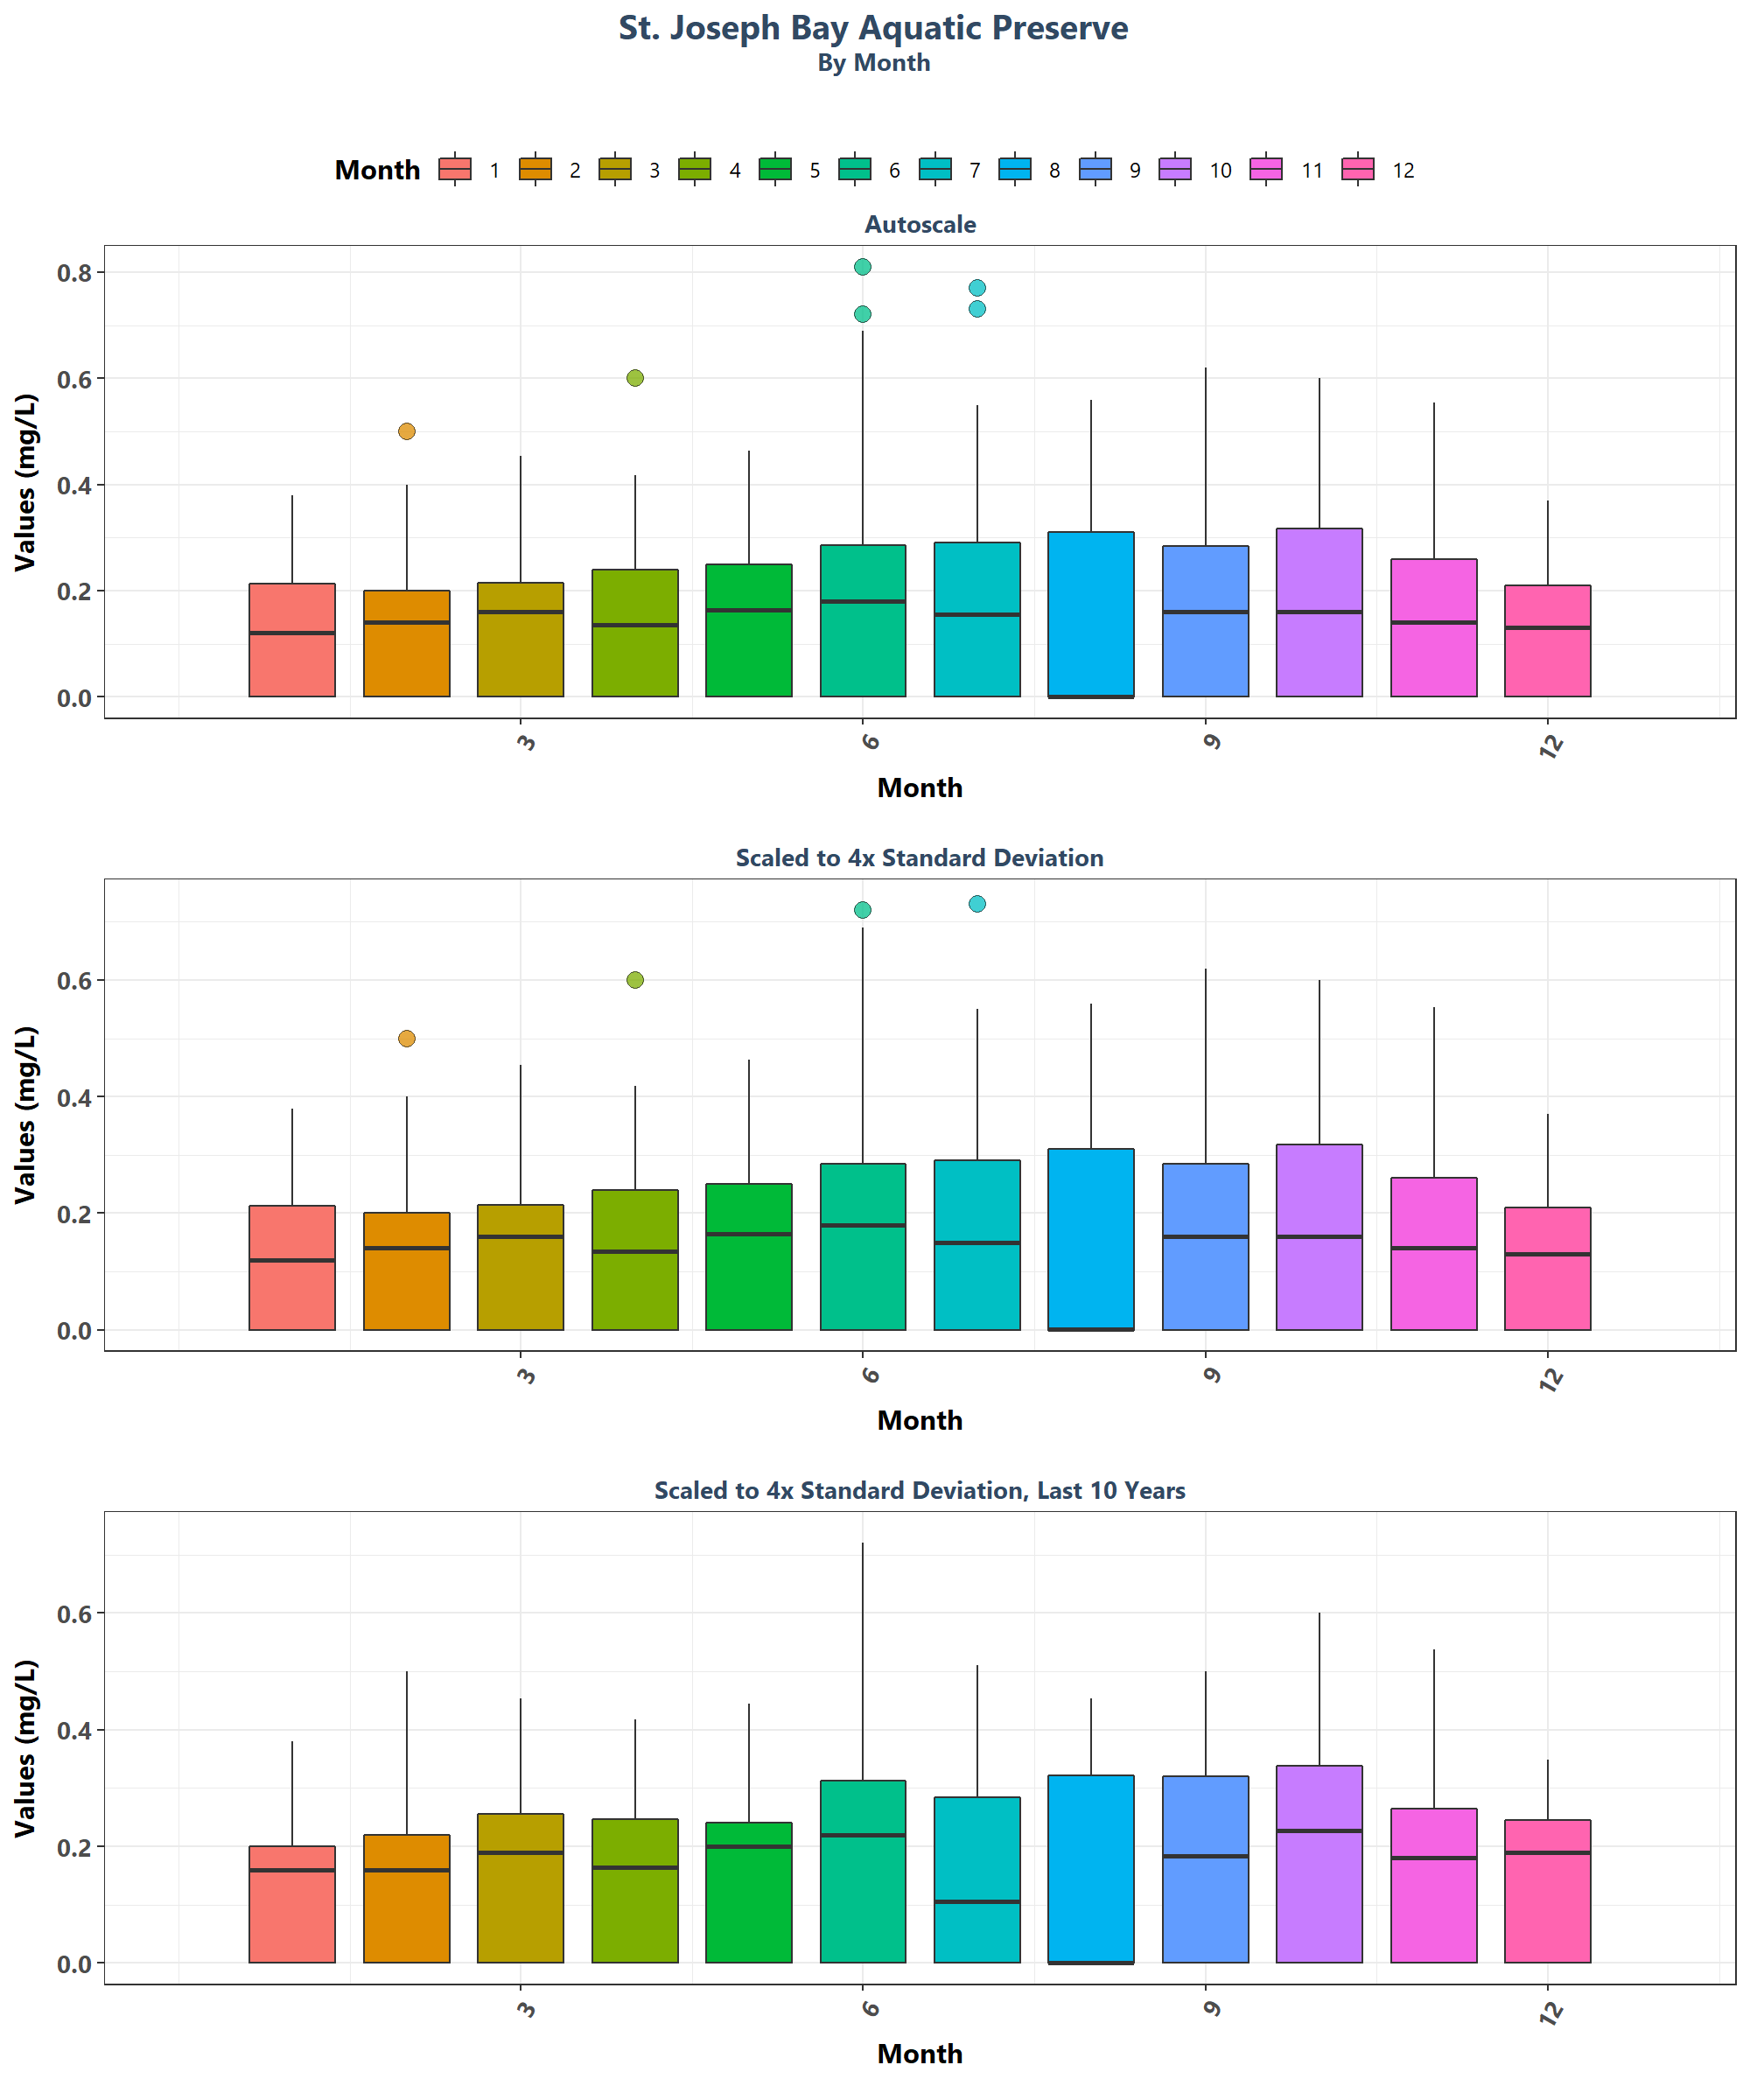 St. Joseph Bay Aquatic Preserve
By Month
Month 1 2 3 4 5 6 7 8 9 10 11 12
Autoscale
Values (mg/L)
0.8
0.6
0.4
0.2
0.0
3 6 9 12
Month
Scaled to 4x Standard Deviation
Values (mg/L)
0.6
0.4
0.2
0.0
3 6 9 12
Month
Scaled to 4x Standard Deviation, Last 10 Years
Values (mg/L)
0.6
0.4
0.2
0.0
3 6 9 12
Month